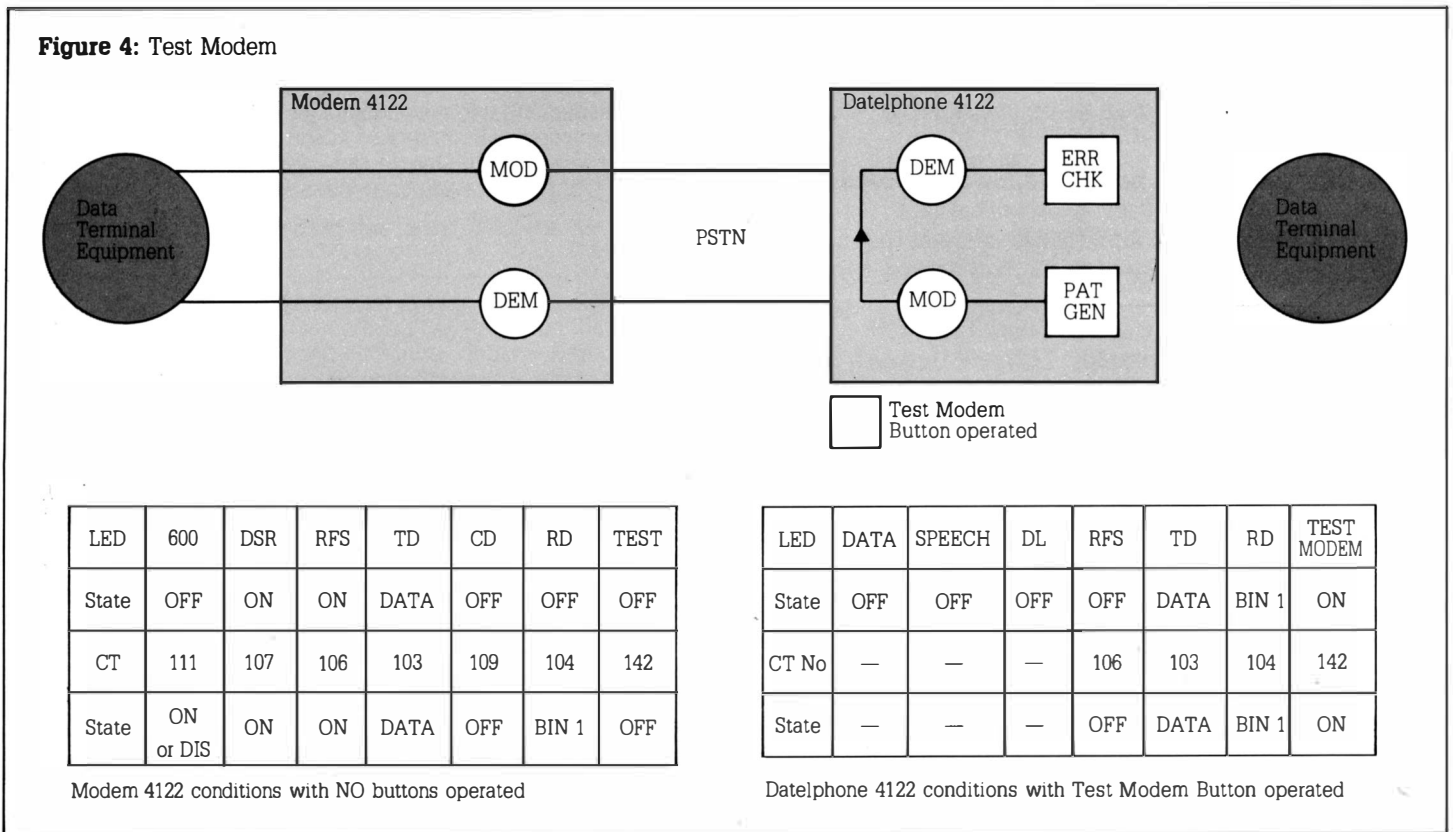 Figure 4: Test Modem
Modem 4122
Datelphone 4122
MOD
DEM
ERR
CHK
Data
Terminal
Equipment
PSTN
Data
Terminal
Equipment
DEM
MOD
PAT
GEN
Test Modem
Button operated
LED 600 DSR RFS TD CD RD TEST
State OFF ON ON DATA OFF OFF OFF
CT 111 107 106 103 109 104 142
State ON or DIS ON ON DATA OFF BIN 1 OFF
Modem 4122 conditions with NO buttons operated
LED DATA SPEECH DL RFS TD RD TEST MODEM
State OFF OFF OFF OFF DATA BIN 1 ON
CT No — — — 106 103 104 142
State — — — OFF DATA BIN 1 ON
Datelphone 4122 conditions with Test Modem Button operated